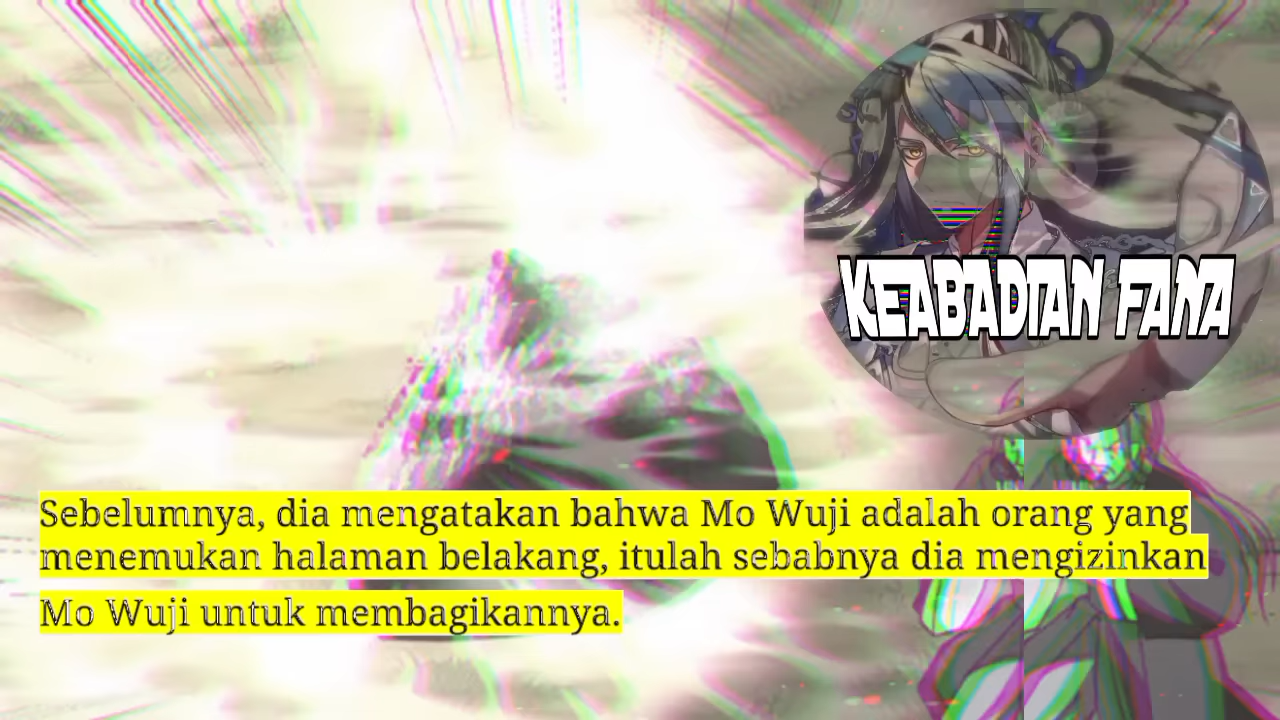 KEABADIAN FANA
Sebelumnya, dia mengatakan bahwa Mo Wuji adalah orang yang
menemukan halaman belakang, itulah sebabnya dia mengizinkan
Mo Wuji untuk membagikannya.